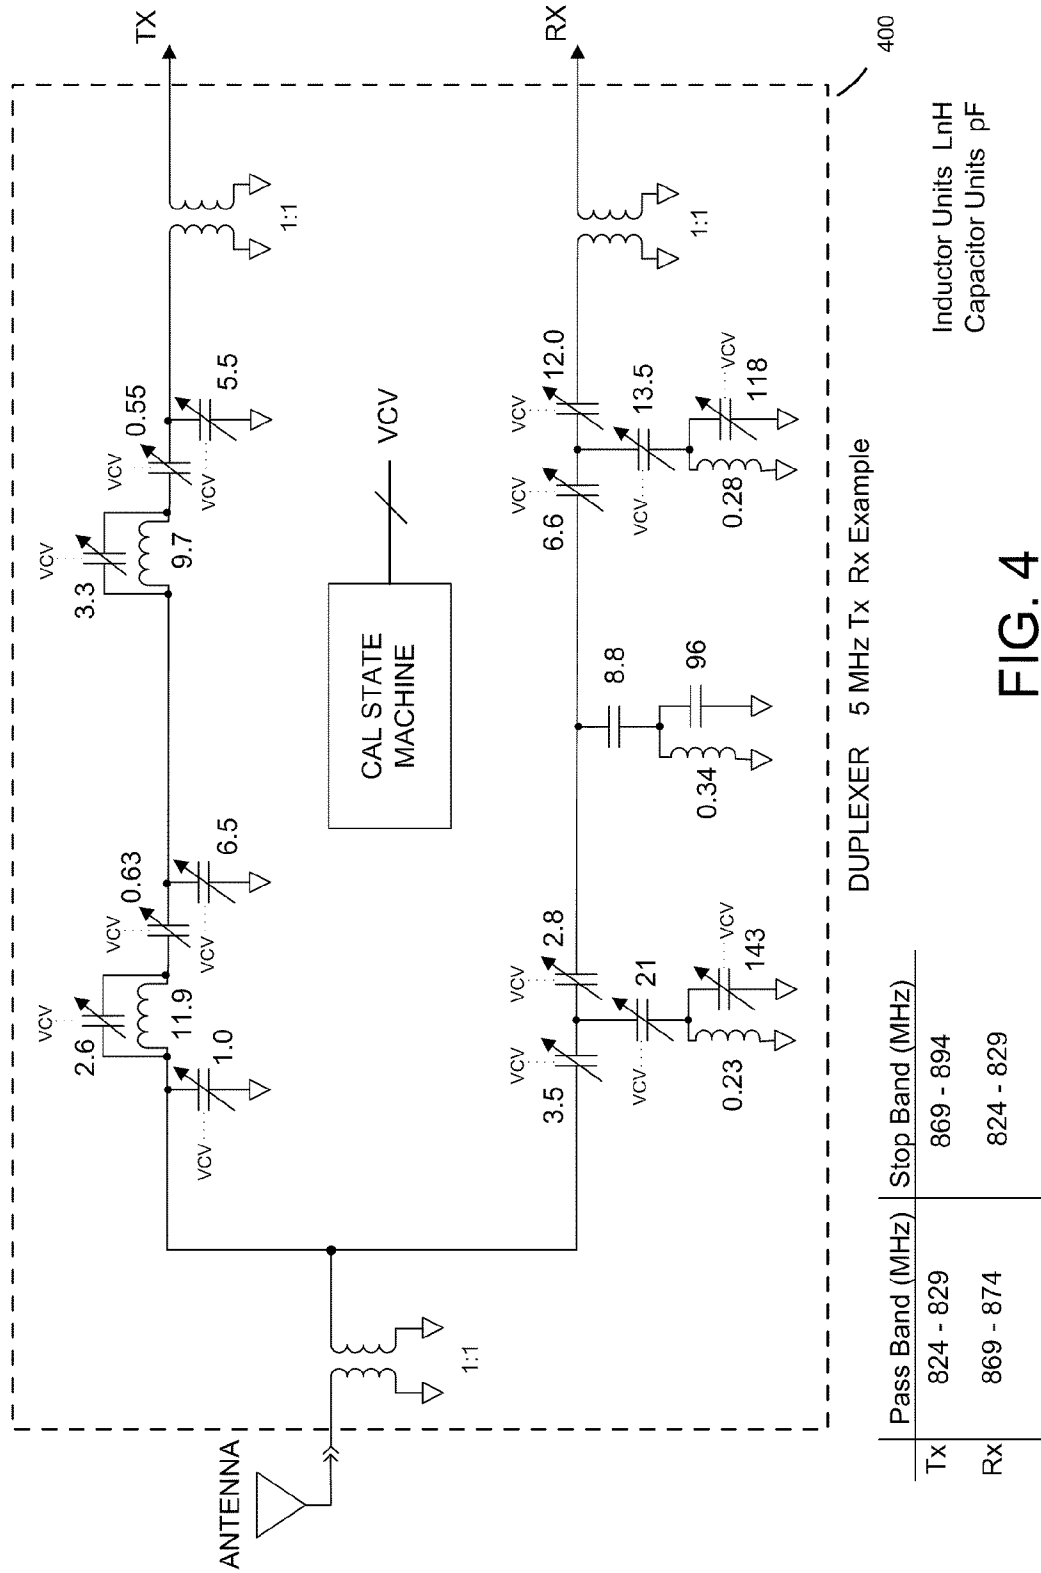 ANTENNA
1:1
VCV
2.6
11.9
VCV
1.0
VCV
0.63
VCV
6.5
VCV
3.3
9.7
VCV
0.55
VCV
5.5
1:1
TX
CAL STATE
MACHINE
VCV
VCV
3.5
VCV
2.8
VCV
21
0.23
VCV
143
8.8
0.34
96
VCV
6.6
VCV
12.0
VCV
13.5
0.28
VCV
118
1:1
RX
400
DUPLEXER 5 MHz Tx Rx Example
Pass Band (MHz) Stop Band (MHz)
Tx 824 - 829 869 - 894
Rx 869 - 874 824 - 829
Inductor Units LnH
Capacitor Units pF
FIG. 4